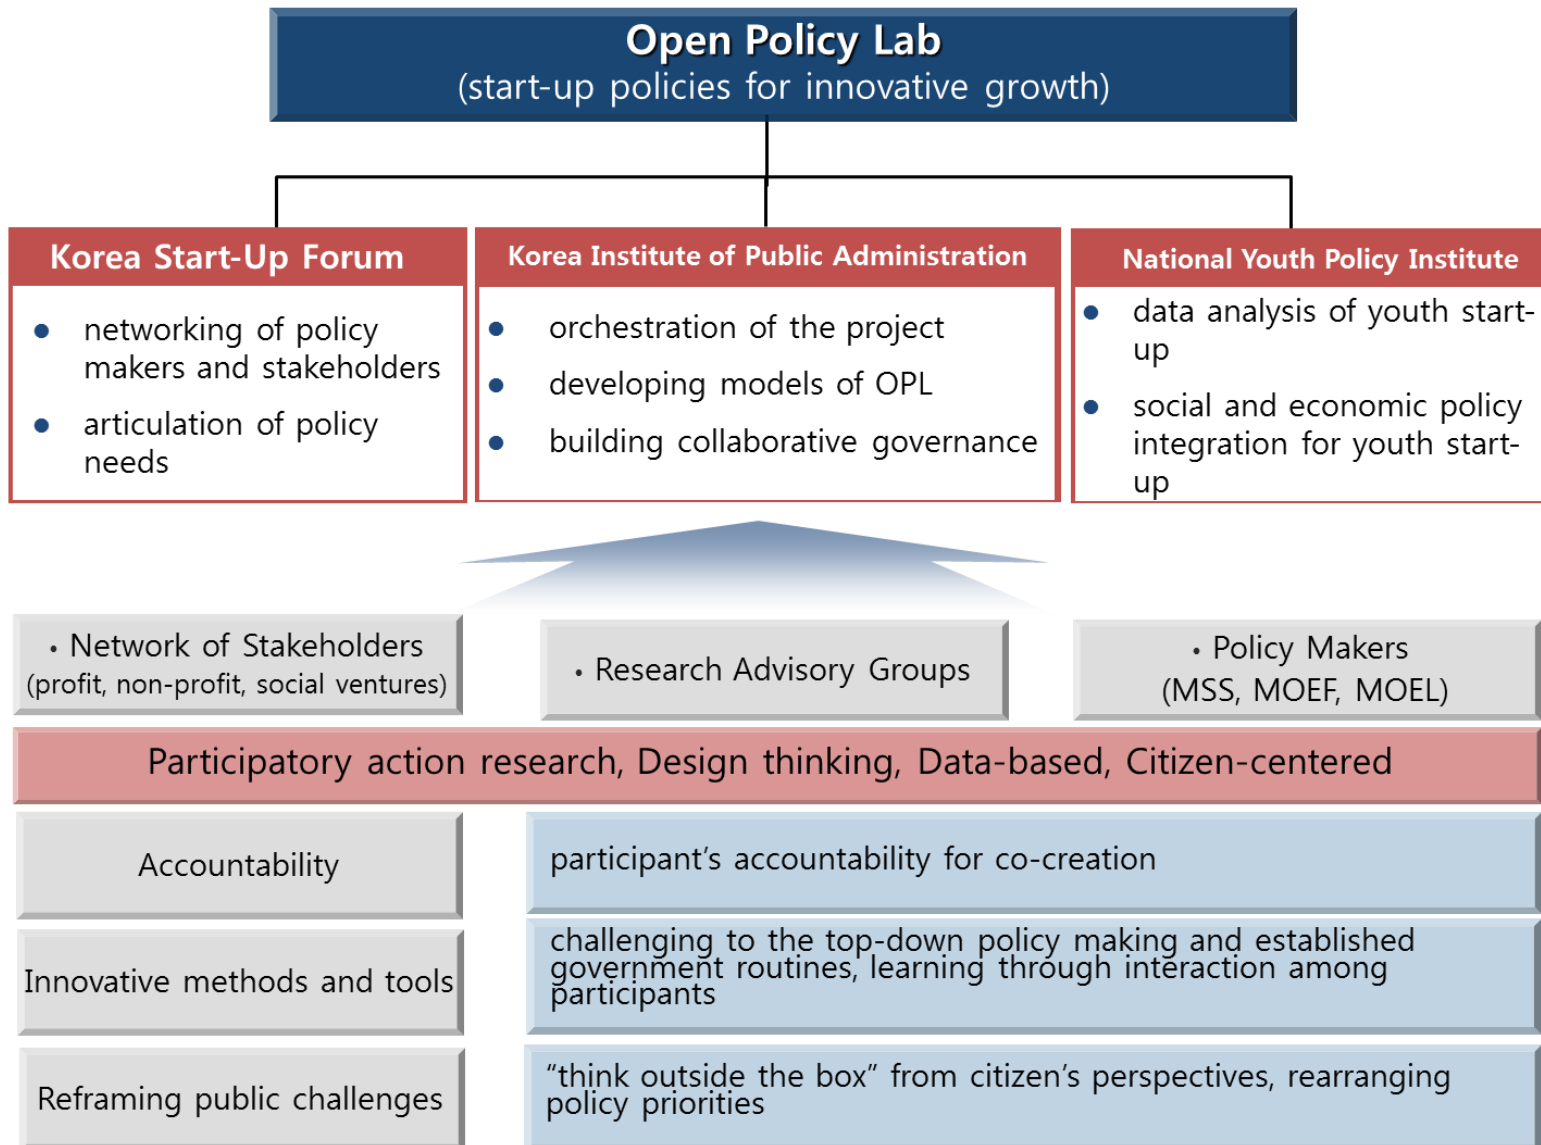 Open Policy Lab
(start-up policies for innovative growth)
Korea Start-Up Forum
networking of policy
makers and stakeholders
articulation of policy
needs
Korea Institute of Public Administration
orchestration of the project
developing models of OPL
building collaborative governance
National Youth Policy Institute
data analysis of youth start-
up
social and economic policy
integration for youth start-
up
• Network of Stakeholders
(profit, non-profit, social ventures)
• Research Advisory Groups
• Policy Makers
(MSS, MOEF, MOEL)
Participatory action research, Design thinking, Data-based, Citizen-centered
Accountability
participant’s accountability for co-creation
Innovative methods and tools
challenging to the top-down policy making and established
government routines, learning through interaction among
participants
Reframing public challenges
“think outside the box” from citizen’s perspectives, rearranging
policy priorities